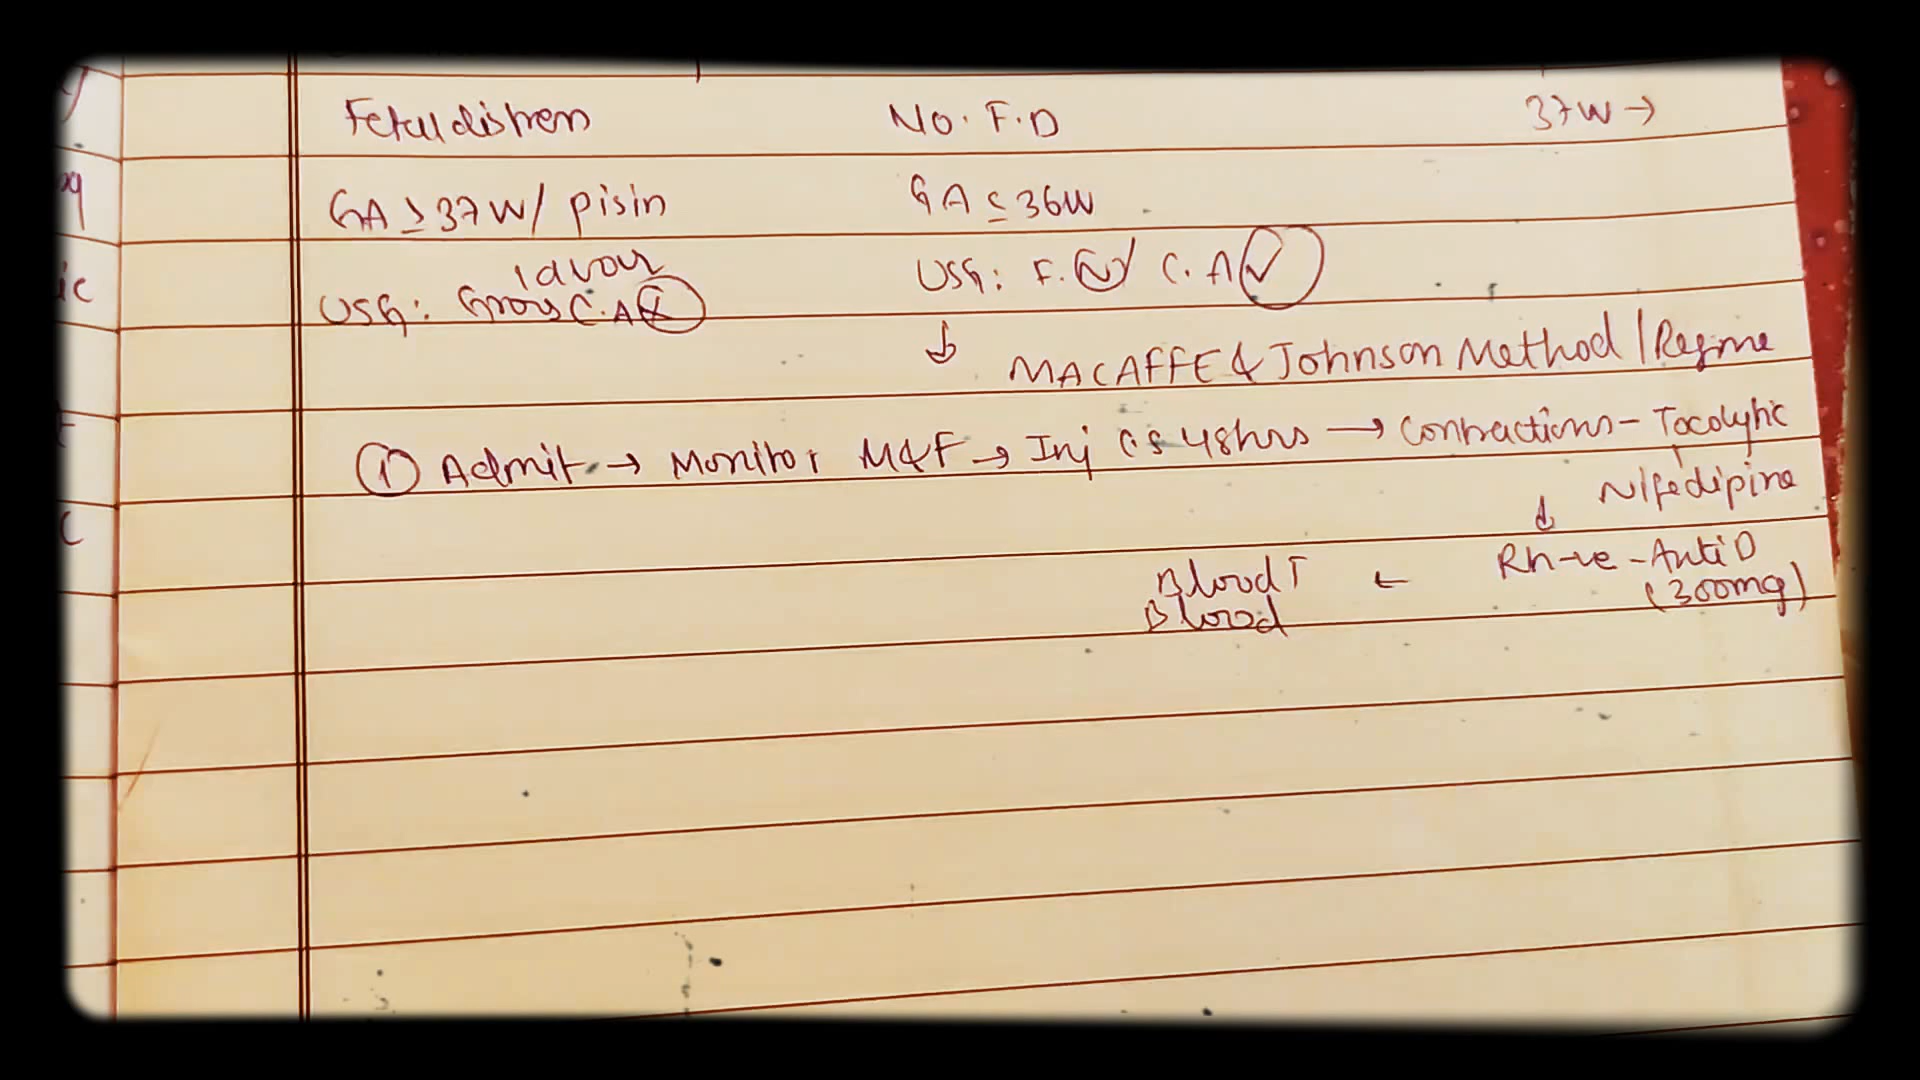 Fetal distress No. F.D 37W →
GA ≥ 37W / pisin GA ≤ 36W
labour
USG: Gross C.A USG: F. N / C. A ✓
↓ MACAFFE & Johnson Method / Regime
① Admit → Monitor M&F → Inj CS 48hrs → Contractions - Tocolytic
↓ Nifedipine
Blood T ← Rh-ve - Anti D
Blood (300mg)